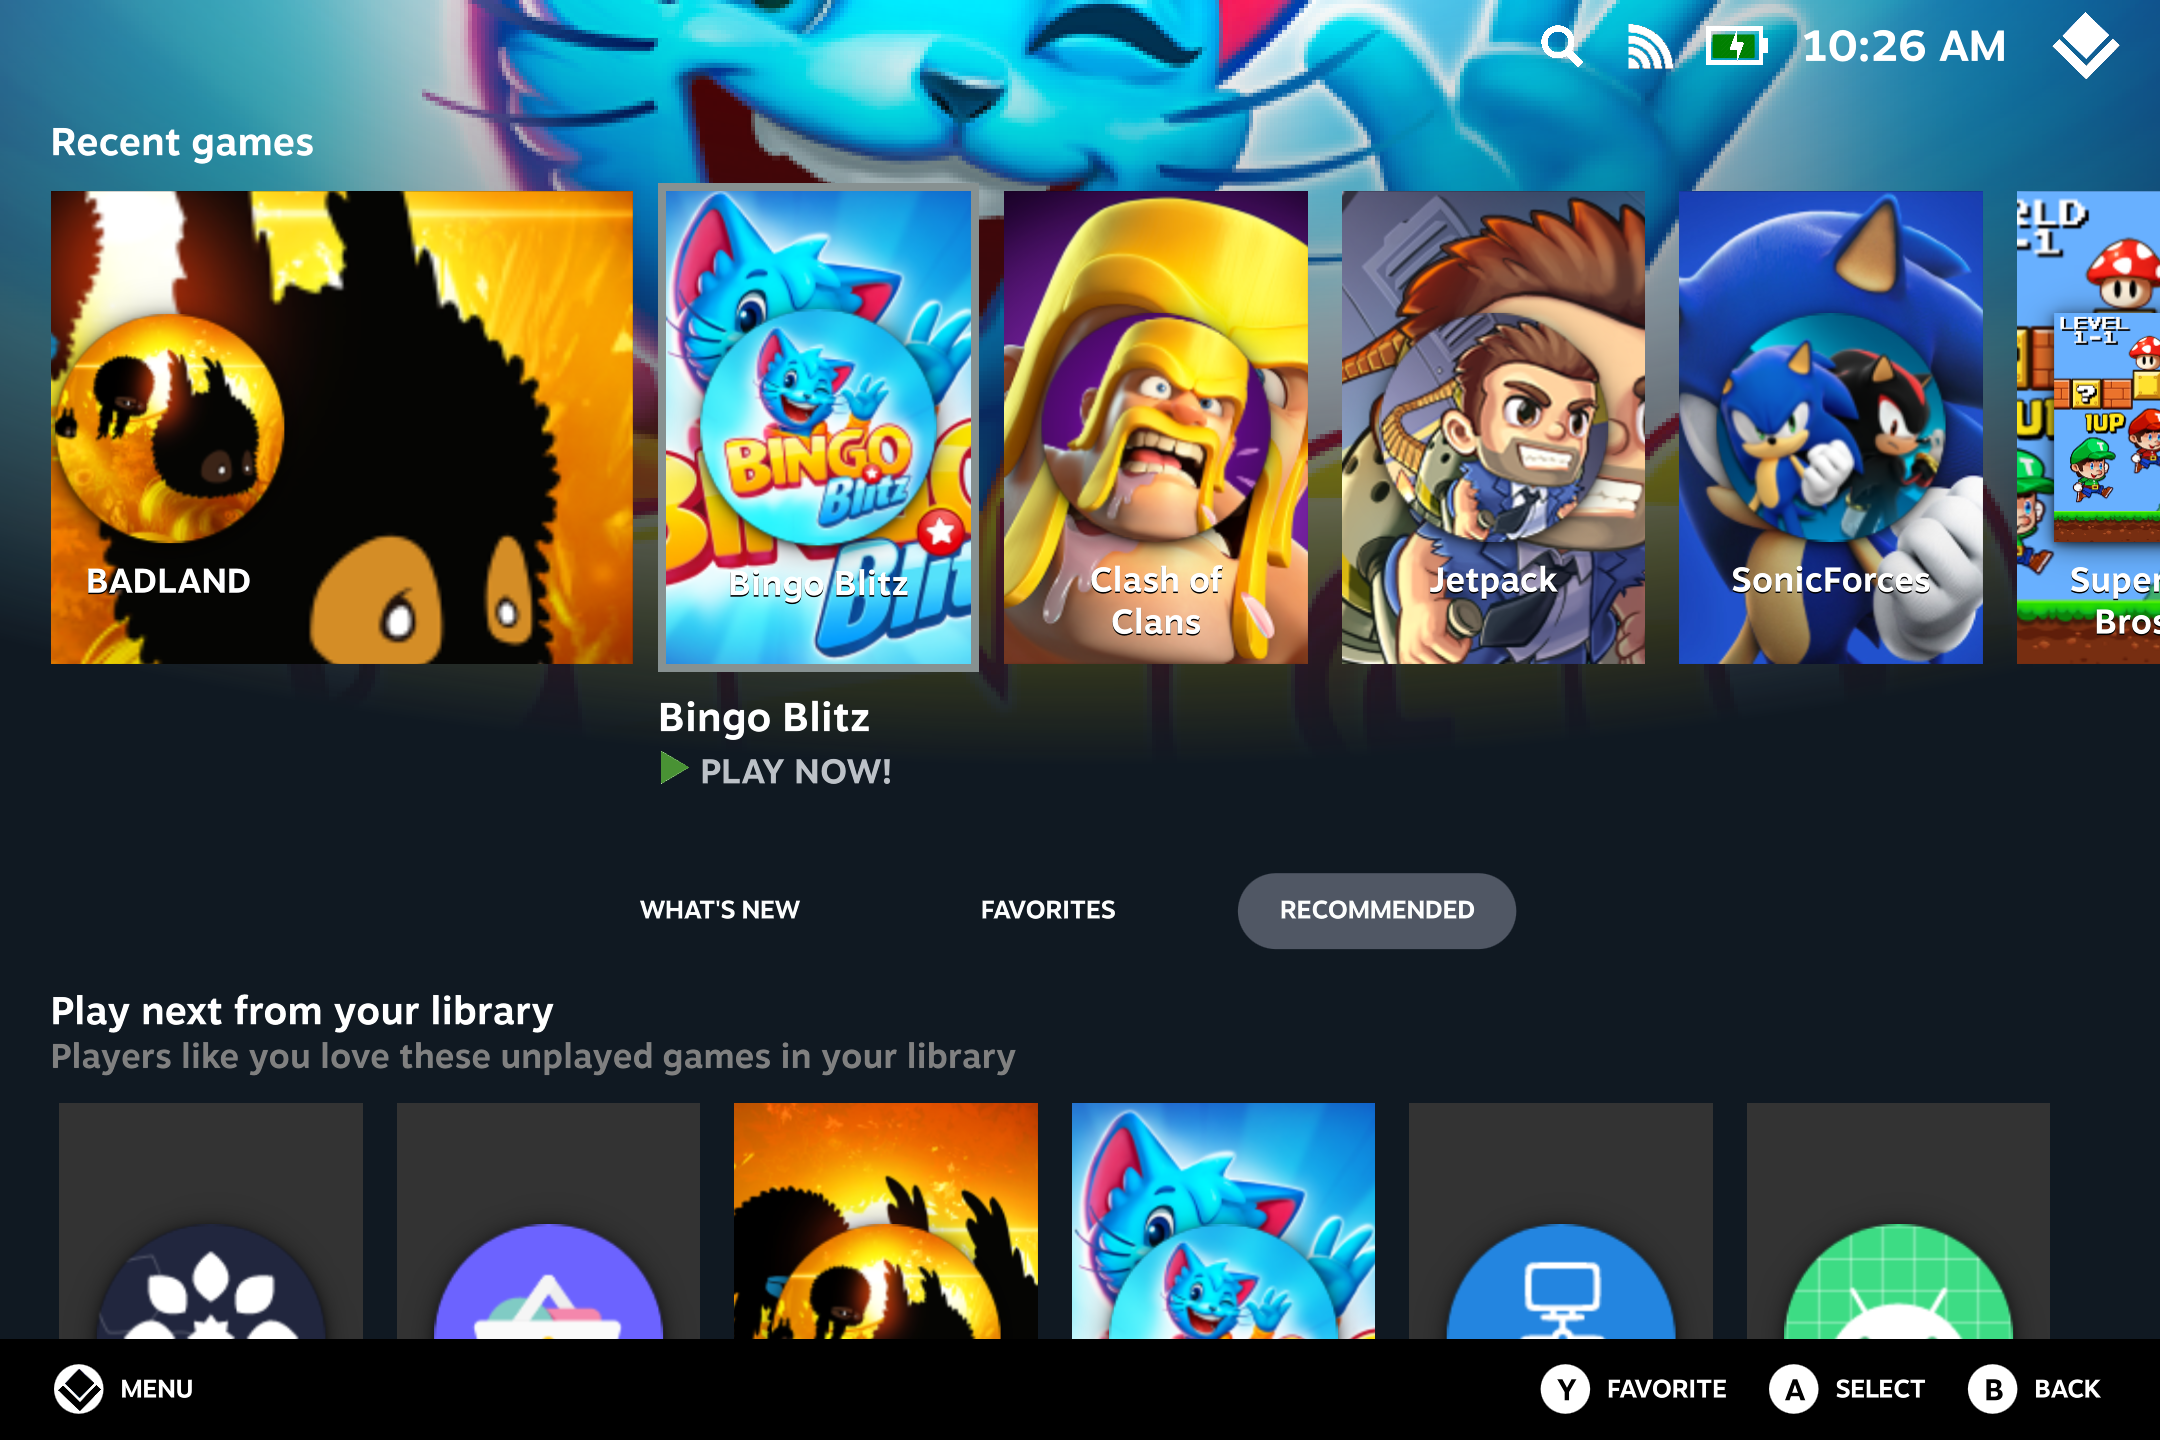 10:26 AM
Recent games
BADLAND
BINGO
Blitz
Bingo Blitz
Clash of
Clans
Jetpack
SonicForces
LEVEL
1-1
1UP
Super
Bros
Bingo Blitz
PLAY NOW!
WHAT'S NEW
FAVORITES
RECOMMENDED
Play next from your library
Players like you love these unplayed games in your library
MENU
Y FAVORITE
A SELECT
B BACK